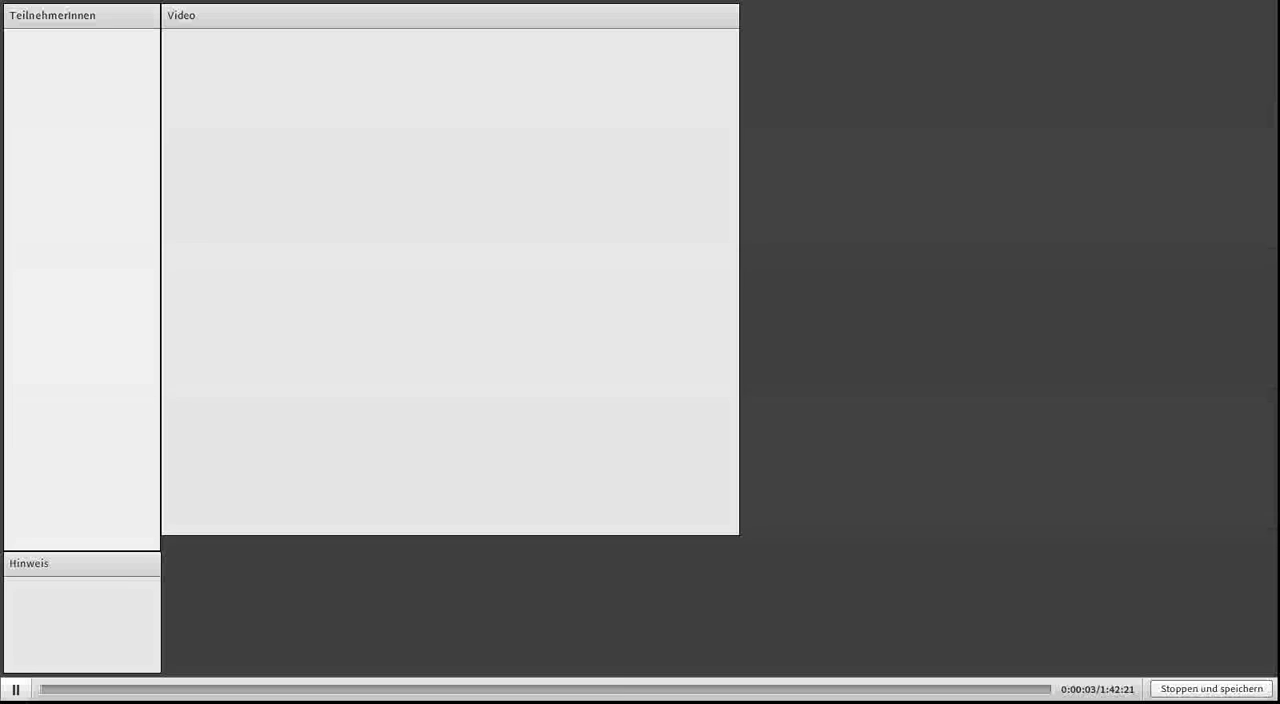 TeilnehmerInnen
Video
Hinweis
0:00:03/1:42:21
Stoppen und speichern